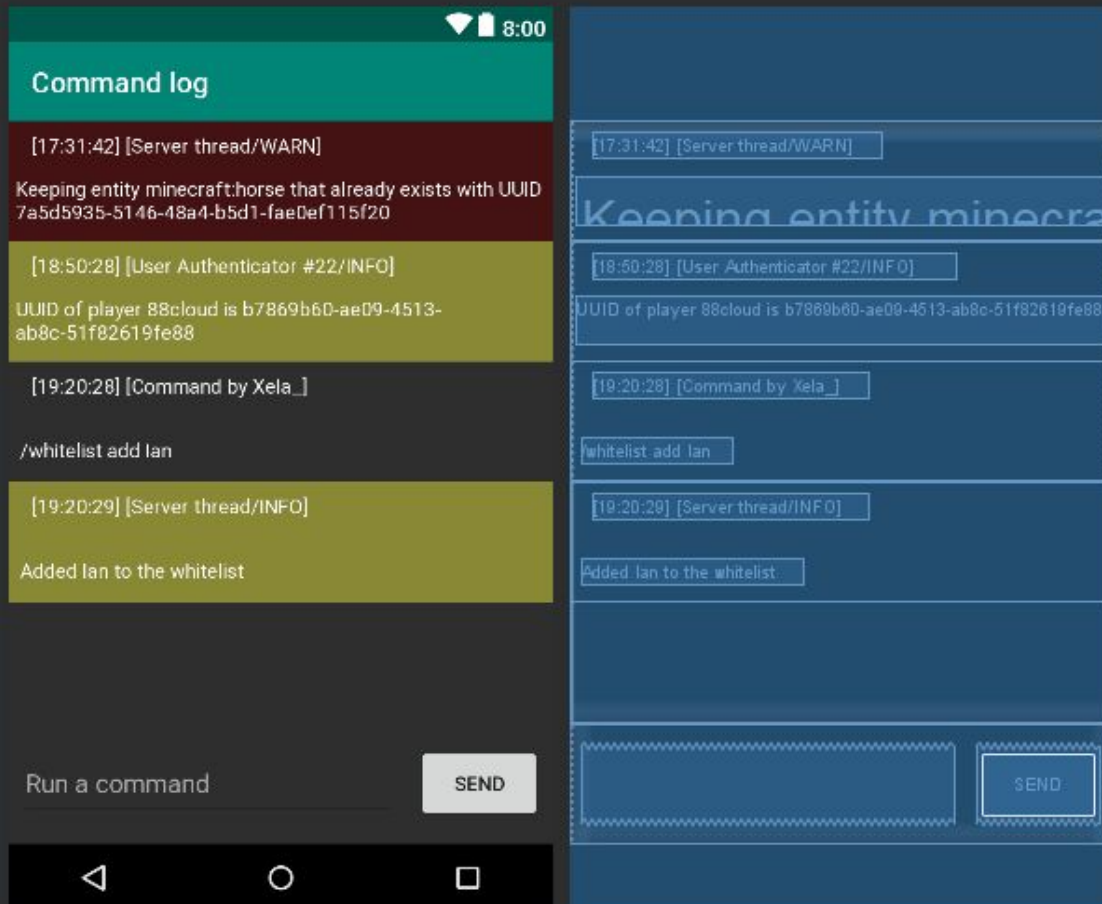 8:00
Command log
[17:31:42] [Server thread/WARN]
Keeping entity minecraft:horse that already exists with UUID
7a5d5935-5146-48a4-b5d1-fae0ef115f20
[18:50:28] [User Authenticator #22/INFO]
UUID of player 88cloud is b7869b60-ae09-4513-
ab8c-51f82619fe88
[19:20:28] [Command by Xela_]
/whitelist add Ian
[19:20:29] [Server thread/INFO]
Added Ian to the whitelist
Run a command
SEND
[17:31:42] [Server thread/WARN]
Keeping entity minecra
[18:50:28] [User Authenticator #22/INFO]
UUID of player 88cloud is b7869b60-ae09-4513-ab8c-51f82619fe88
[19:20:28] [Command by Xela_]
/whitelist add Ian
[19:20:29] [Server thread/INFO]
Added Ian to the whitelist
SEND